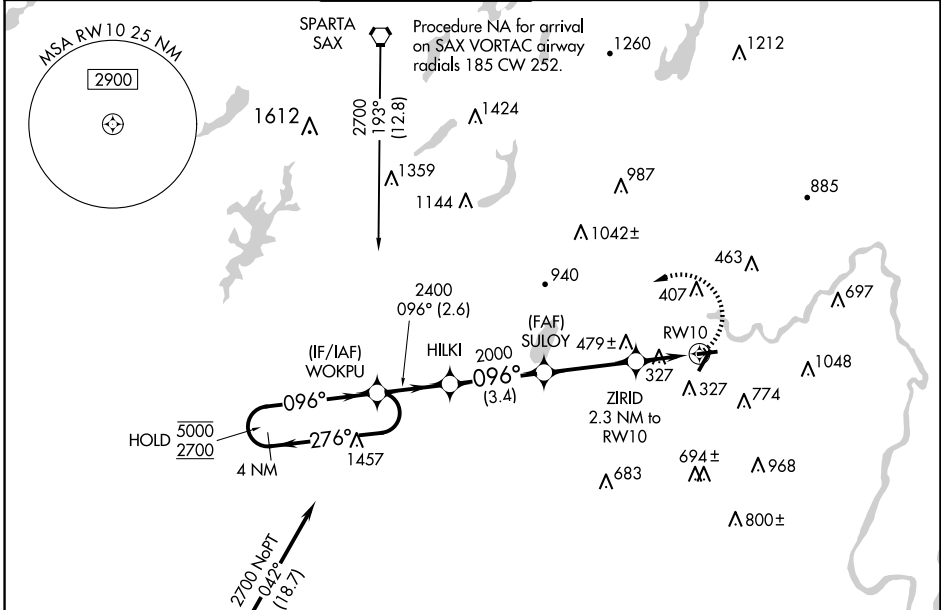 MSA RW 10 25 NM
2900
SPARTA
SAX
Procedure NA for arrival
on SAX VORTAC airway
radials 185 CW 252.
1260
1212
1612
2700
193°
(12.8)
1424
1359
1144
987
885
1042±
940
463
407
697
2400
096° (2.6)
(IF/IAF)
WOKPU
HILKI
2000
096°
(3.4)
(FAF)
SULOY
479±
327
RW10
1048
ZIRID
2.3 NM to
RW10
327
774
096°
276°
HOLD
5000
2700
4 NM
1457
683
694±
968
800±
2700 NoPT
042°
(18.7)